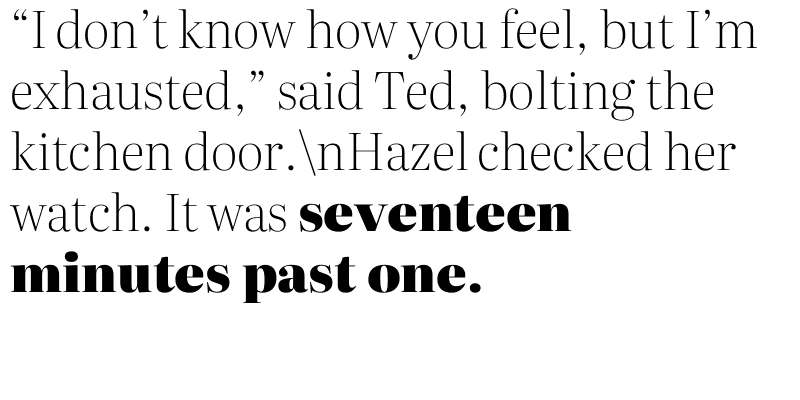 “I don’t know how you feel, but I’m
exhausted,” said Ted, bolting the
kitchen door.\nHazel checked her
watch. It was seventeen
minutes past one.